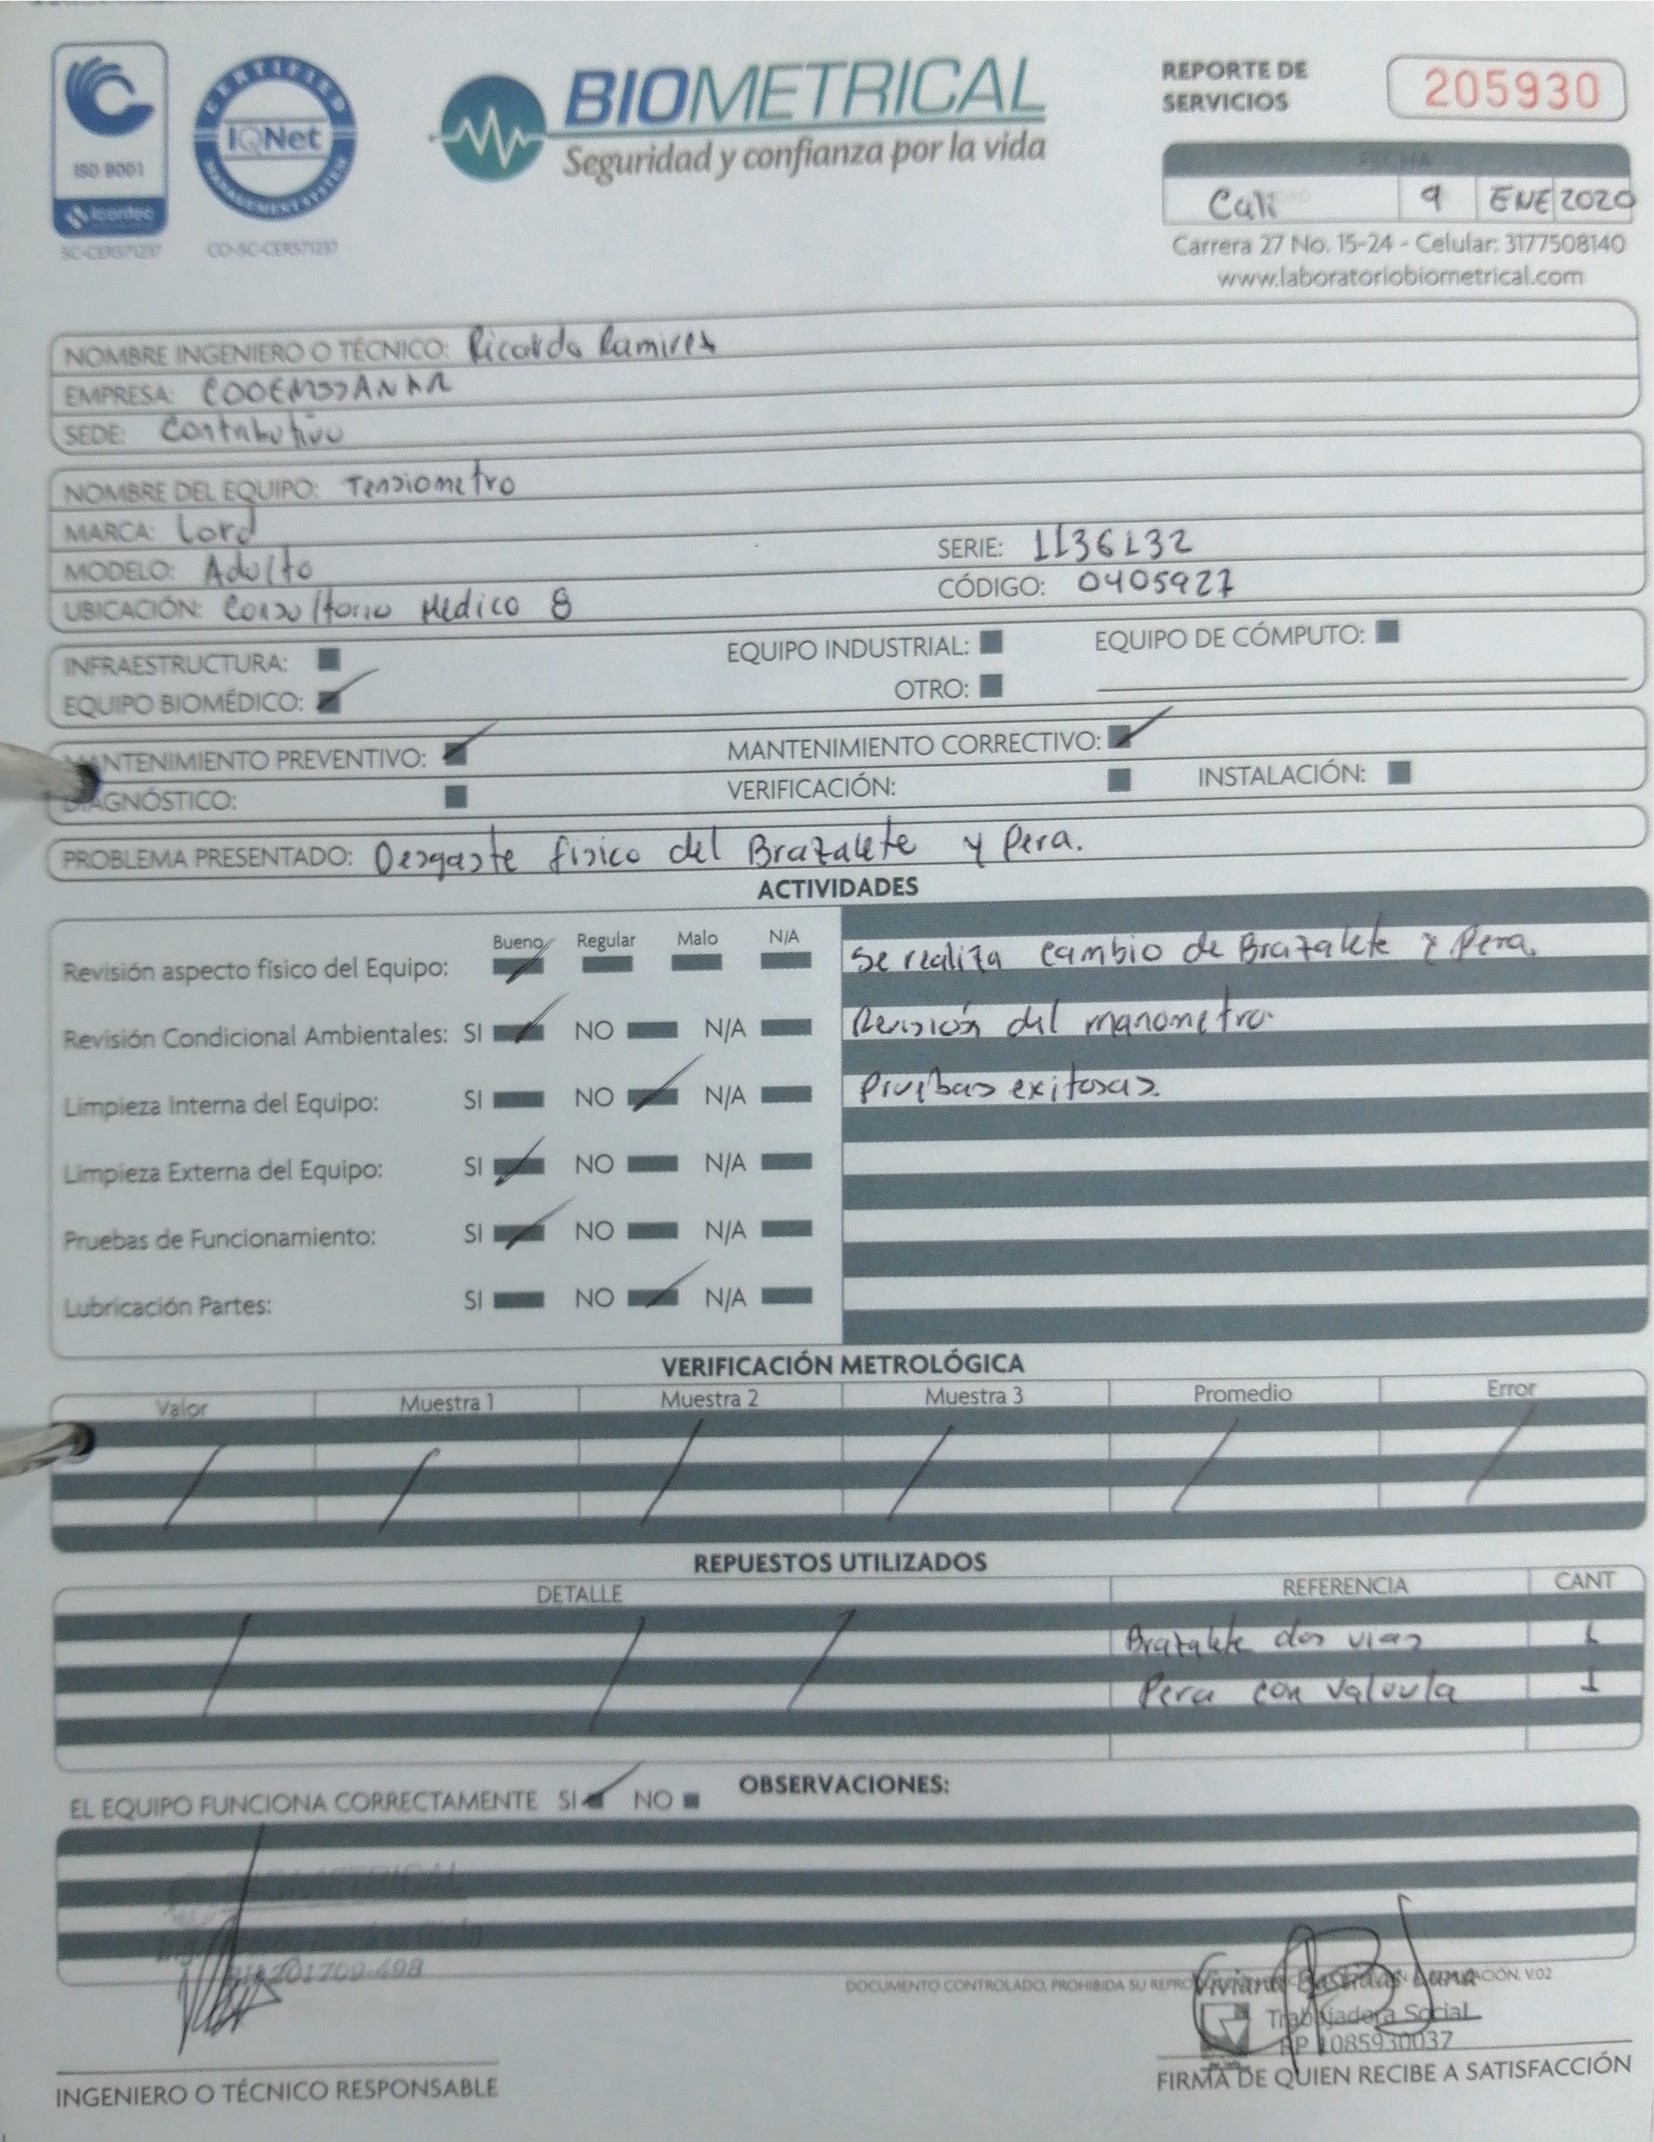 ISO 9001
icontec
SC-CER571237
CERTIFIED
IQNet
MANAGEMENT SYSTEM
CO-SC-CER571237
BIOMETRICAL
Seguridad y confianza por la vida
REPORTE DE
SERVICIOS
205930
FECHA
Cali 9 ENE 2020
Carrera 27 No. 15-24 - Celular: 3177508140
www.laboratoriobiometrical.com
NOMBRE INGENIERO O TÉCNICO: Ricardo Ramirez
EMPRESA: COOEMSSANAR
SEDE: Contributivo
NOMBRE DEL EQUIPO: Tensiometro
MARCA: Lord
SERIE: 1136132
MODELO: Adulto
CÓDIGO: 0405927
UBICACIÓN: Consultorio Medico 8
INFRAESTRUCTURA: EQUIPO INDUSTRIAL: EQUIPO DE CÓMPUTO:
EQUIPO BIOMÉDICO: OTRO:
MANTENIMIENTO PREVENTIVO: MANTENIMIENTO CORRECTIVO:
DIAGNÓSTICO: VERIFICACIÓN: INSTALACIÓN:
PROBLEMA PRESENTADO: Desgaste fisico del Brazalete y Pera.
ACTIVIDADES
Bueno Regular Malo N/A
Revisión aspecto físico del Equipo:
Se realiza cambio de Brazalete y Pera.
Revisión Condicional Ambientales: SI NO N/A
Revisión del manometro.
Limpieza Interna del Equipo: SI NO N/A
Pruebas exitosas.
Limpieza Externa del Equipo: SI NO N/A
Pruebas de Funcionamiento: SI NO N/A
Lubricación Partes: SI NO N/A
VERIFICACIÓN METROLÓGICA
Valor Muestra 1 Muestra 2 Muestra 3 Promedio Error
REPUESTOS UTILIZADOS
DETALLE REFERENCIA CANT
Brazalete dos vias 1
Pera con valvula 1
OBSERVACIONES:
EL EQUIPO FUNCIONA CORRECTAMENTE SI NO
BIOMETRICAL
201709-498
DOCUMENTO CONTROLADO, PROHIBIDA SU V.02
Viviana Bastidas Luna
Trabajadora Social
RP 1085930037
INGENIERO O TÉCNICO RESPONSABLE
FIRMA DE QUIEN RECIBE A SATISFACCIÓN